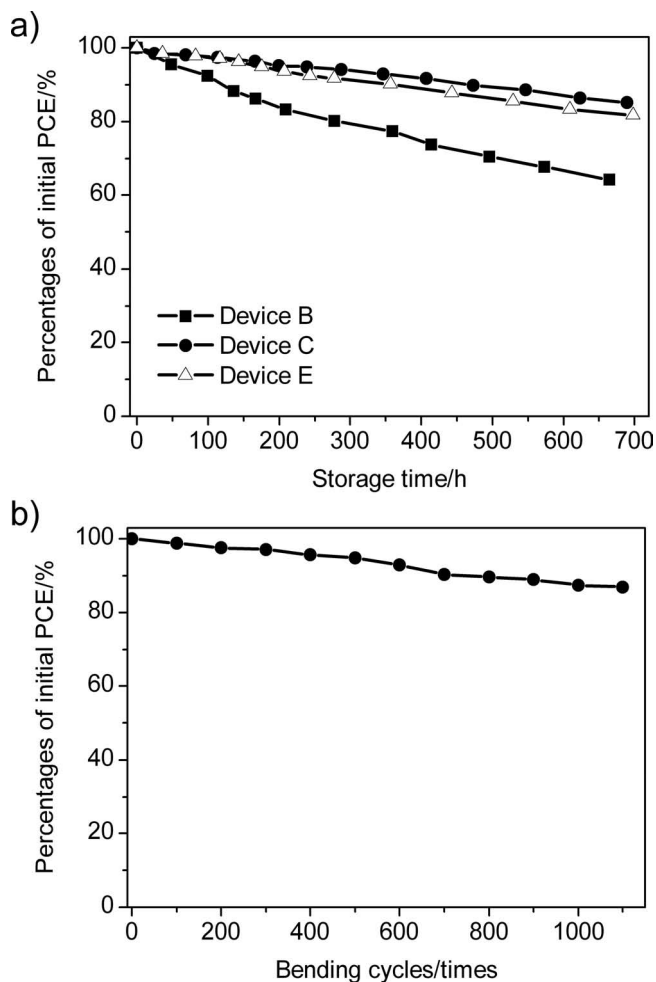 a)
100
80
60
40
20
0
Percentages of initial PCE/%
Device B
Device C
Device E
0 100 200 300 400 500 600 700
Storage time/h
b)
100
80
60
40
20
0
Percentages of initial PCE/%
0 200 400 600 800 1000
Bending cycles/times